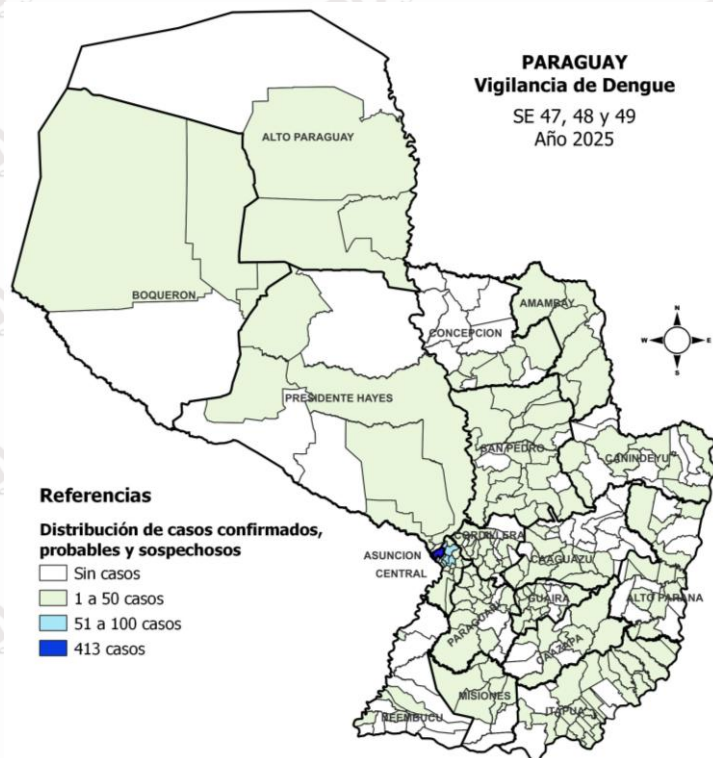 PARAGUAY
Vigilancia de Dengue
SE 47, 48 y 49
Año 2025
ALTO PARAGUAY
BOQUERON
AMAMBAY
CONCEPCION
N
W
E
S
PRESIDENTE HAYES
SAN PEDRO
CANINDEYU
Referencias
Distribución de casos confirmados,
probables y sospechosos
Sin casos
1 a 50 casos
51 a 100 casos
413 casos
ASUNCION
CENTRAL
CORDILLERA
CAAGUAZU
ALTO PARANA
GUAIRA
PARAGUARI
CAAZAPA
MISIONES
ITAPUA
ÑEEMBUCU